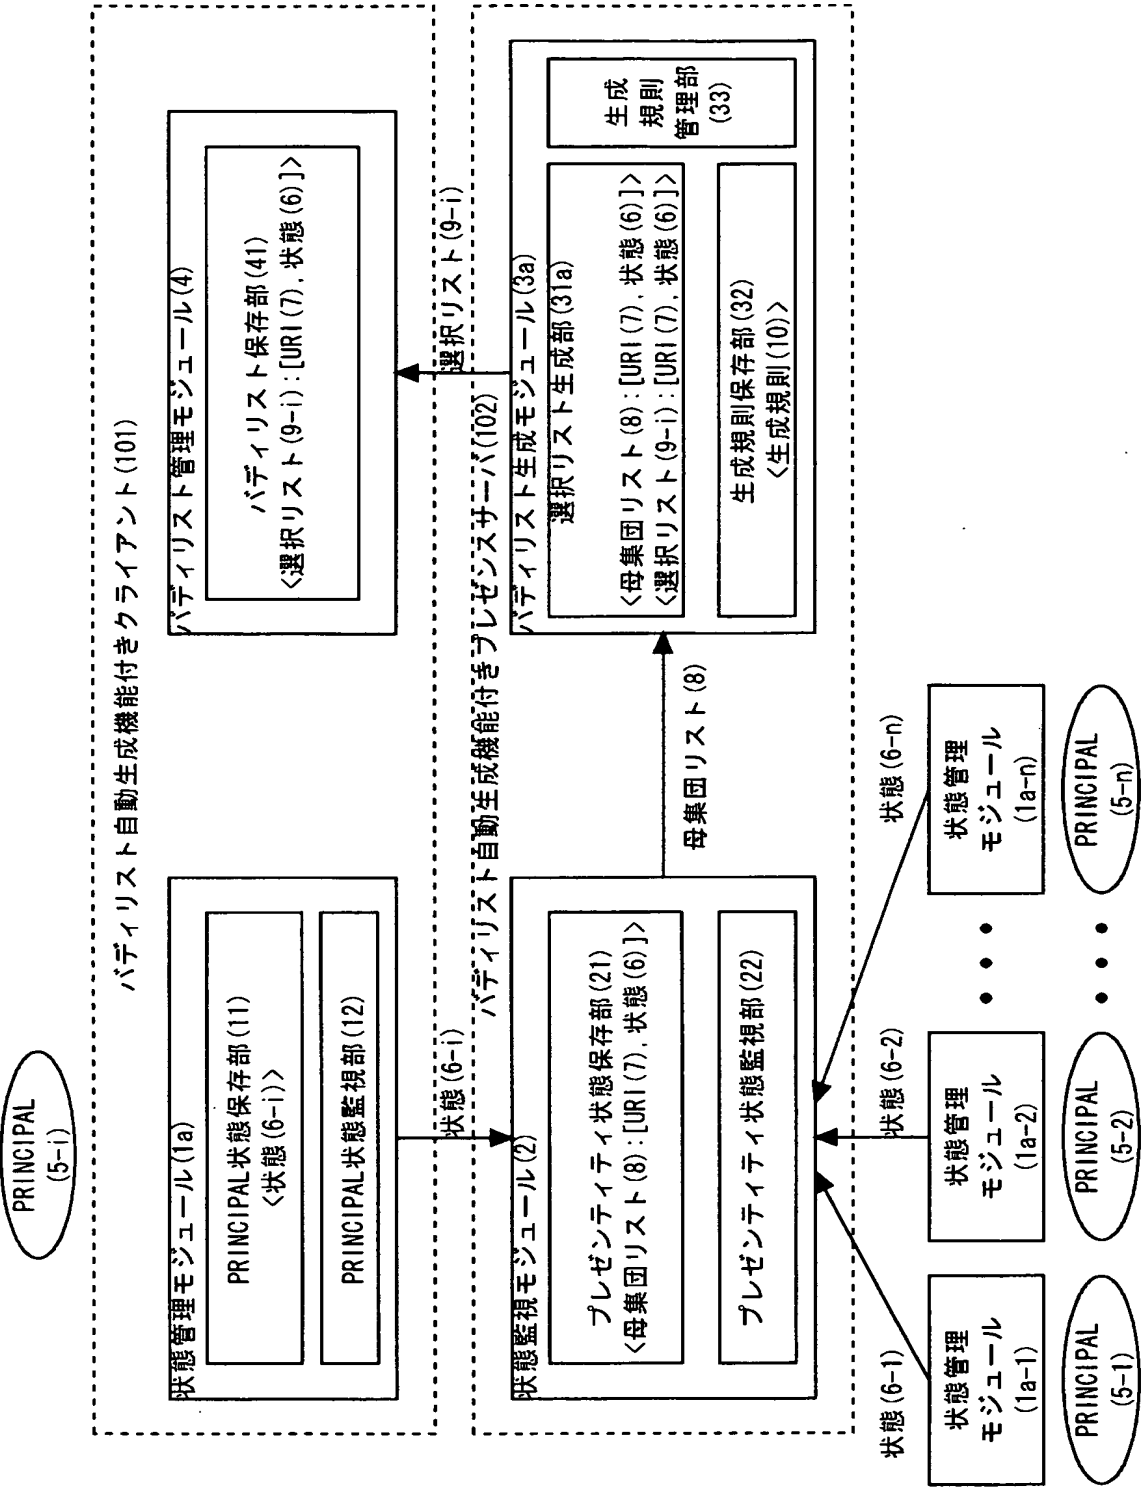 PRINCIPAL
(5-i)
バディリスト自動生成機能付きクライアント(101)
状態管理モジュール(1a)
PRINCIPAL状態保存部(11)
<状態(6-i)>
PRINCIPAL状態監視部(12)
バディリスト管理モジュール(4)
バディリスト保存部(41)
<選択リスト(9-i):[URI(7),状態(6)]>
状態(6-i)
選択リスト(9-i)
バディリスト自動生成機能付きプレゼンスサーバ(102)
状態監視モジュール(2)
プレゼンティティ状態保存部(21)
<母集団リスト(8):[URI(7),状態(6)]>
プレゼンティティ状態監視部(22)
母集団リスト(8)
バディリスト生成モジュール(3a)
選択リスト生成部(31a)
<母集団リスト(8):[URI(7),状態(6)]>
<選択リスト(9-i):[URI(7),状態(6)]>
生成規則保存部(32)
<生成規則(10)>
生成
規則
管理部
(33)
状態(6-1)
状態(6-2)
状態(6-n)
状態管理
モジュール
(1a-1)
状態管理
モジュール
(1a-2)
状態管理
モジュール
(1a-n)
PRINCIPAL
(5-1)
PRINCIPAL
(5-2)
PRINCIPAL
(5-n)